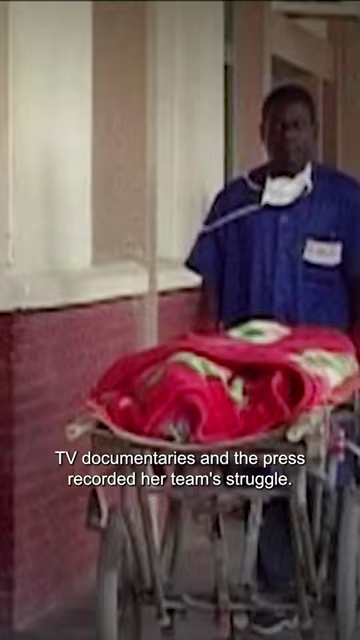 TV documentaries and the press
recorded her team's struggle.